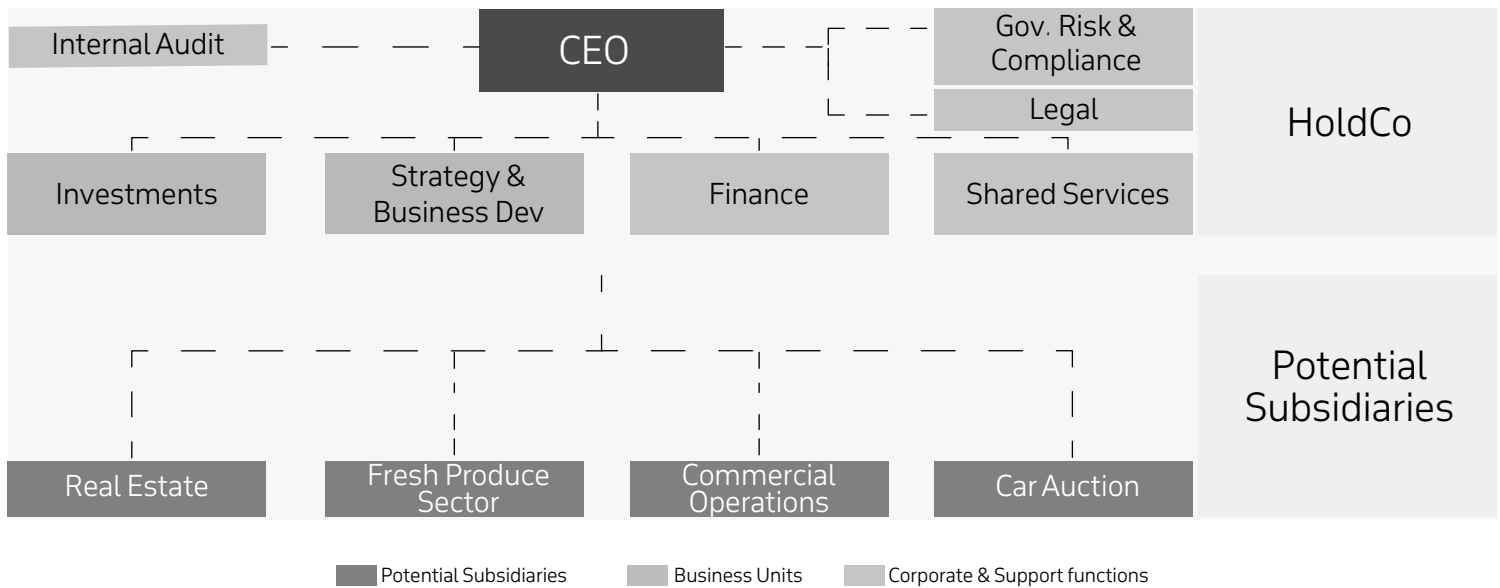 Internal Audit
CEO
Gov. Risk &
Compliance
Legal
HoldCo
Investments
Strategy &
Business Dev
Finance
Shared Services
Potential
Subsidiaries
Real Estate
Fresh Produce
Sector
Commercial
Operations
Car Auction
Potential Subsidiaries
Business Units
Corporate & Support functions